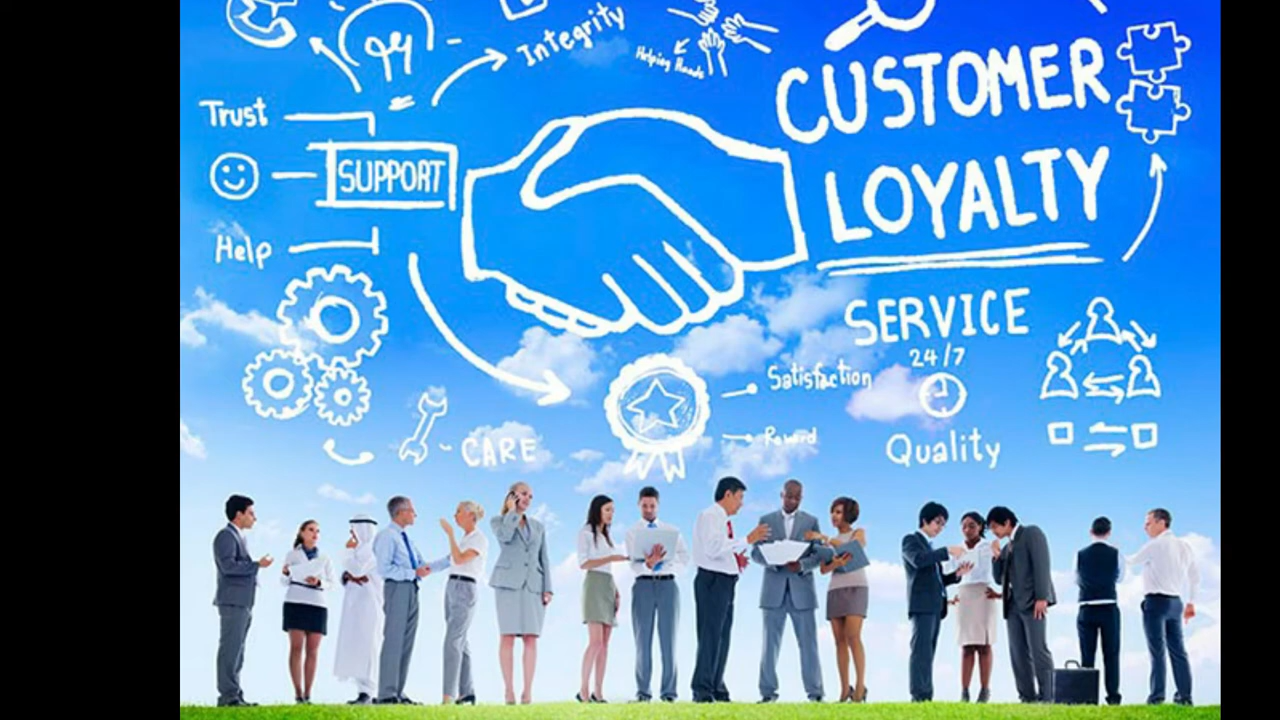 Integrity
Helping Hands
CUSTOMER
LOYALTY
Trust
SUPPORT
Help
SERVICE
24/7
Satisfaction
Reward
CARE
Quality